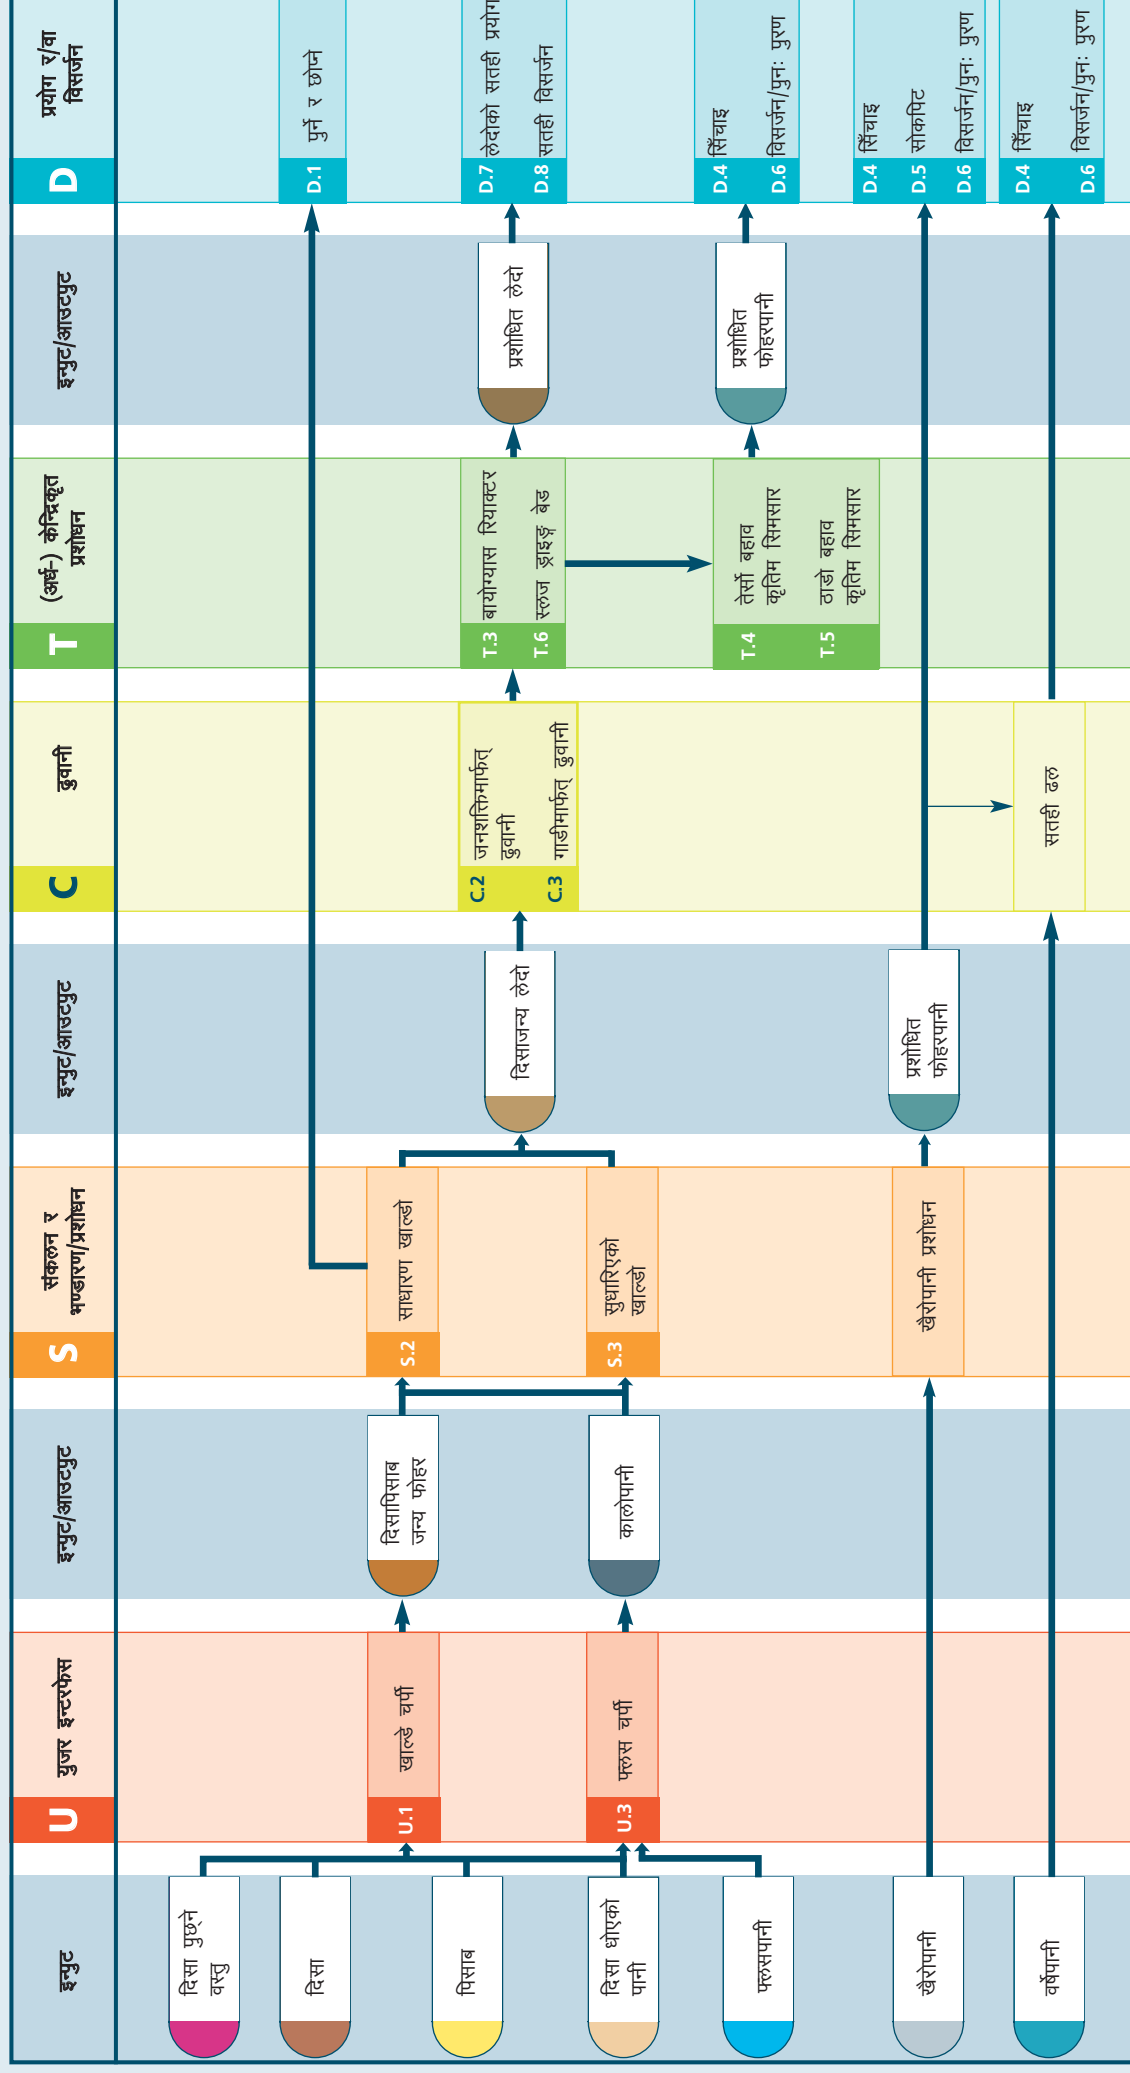 इन्पुट
U
युजर इन्टरफेस
इन्पुट/आउटपुट
S
संकलन र
भण्डारण/प्रशोधन
इन्पुट/आउटपुट
C
ढुवानी
T
(अर्ध-) केन्द्रिकृत
प्रशोधन
इन्पुट/आउटपुट
D
प्रयोग र/वा
विसर्जन
दिसा पुछ्ने
वस्तु
दिसा
पिसाब
दिसा धोएको
पानी
फ्लसपानी
खैरोपानी
वर्षेपानी
U.1
खाल्डे चर्पी
U.3
फ्लस चर्पी
दिसापिसाब
जन्य फोहर
कालोपानी
S.2
साधारण खाल्डो
S.3
सुधारिएको
खाल्डो
खैरोपानी प्रशोधन
दिसाजन्य लेदो
प्रशोधित
फोहरपानी
C.2
जनशक्तिमार्फत्
ढुवानी
C.3
गाडीमार्फत् ढुवानी
सतही ढल
T.3
बायोग्यास रियाक्टर
T.6
स्लज ड्राइङ्ग बेड
T.4
तेर्सो बहाव
कृतिम सिमसार
T.5
ठाडो बहाव
कृतिम सिमसार
प्रशोधित लेदो
प्रशोधित
फोहरपानी
D.1
पुर्ने र छोप्ने
D.7
लेदोको सतही प्रयोग
D.8
सतही विसर्जन
D.4
सिँचाइ
D.6
विसर्जन/पुनः पुरण
D.4
सिँचाइ
D.5
सोकपिट
D.6
विसर्जन/पुनः पुरण
D.4
सिँचाइ
D.6
विसर्जन/पुनः पुरण